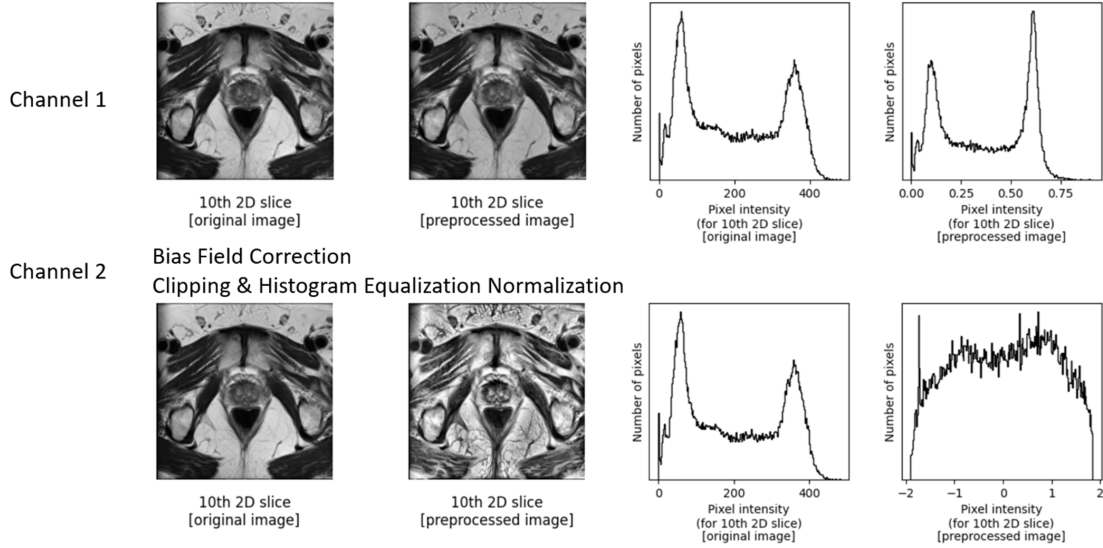 Channel 1
10th 2D slice
[original image]
10th 2D slice
[preprocessed image]
Number of pixels
0 200 400
Pixel intensity
(for 10th 2D slice)
[original image]
Number of pixels
0.00 0.25 0.50 0.75
Pixel intensity
(for 10th 2D slice)
[preprocessed image]
Channel 2
Bias Field Correction
Clipping & Histogram Equalization Normalization
10th 2D slice
[original image]
10th 2D slice
[preprocessed image]
Number of pixels
0 200 400
Pixel intensity
(for 10th 2D slice)
[original image]
Number of pixels
−2 −1 0 1 2
Pixel intensity
(for 10th 2D slice)
[preprocessed image]